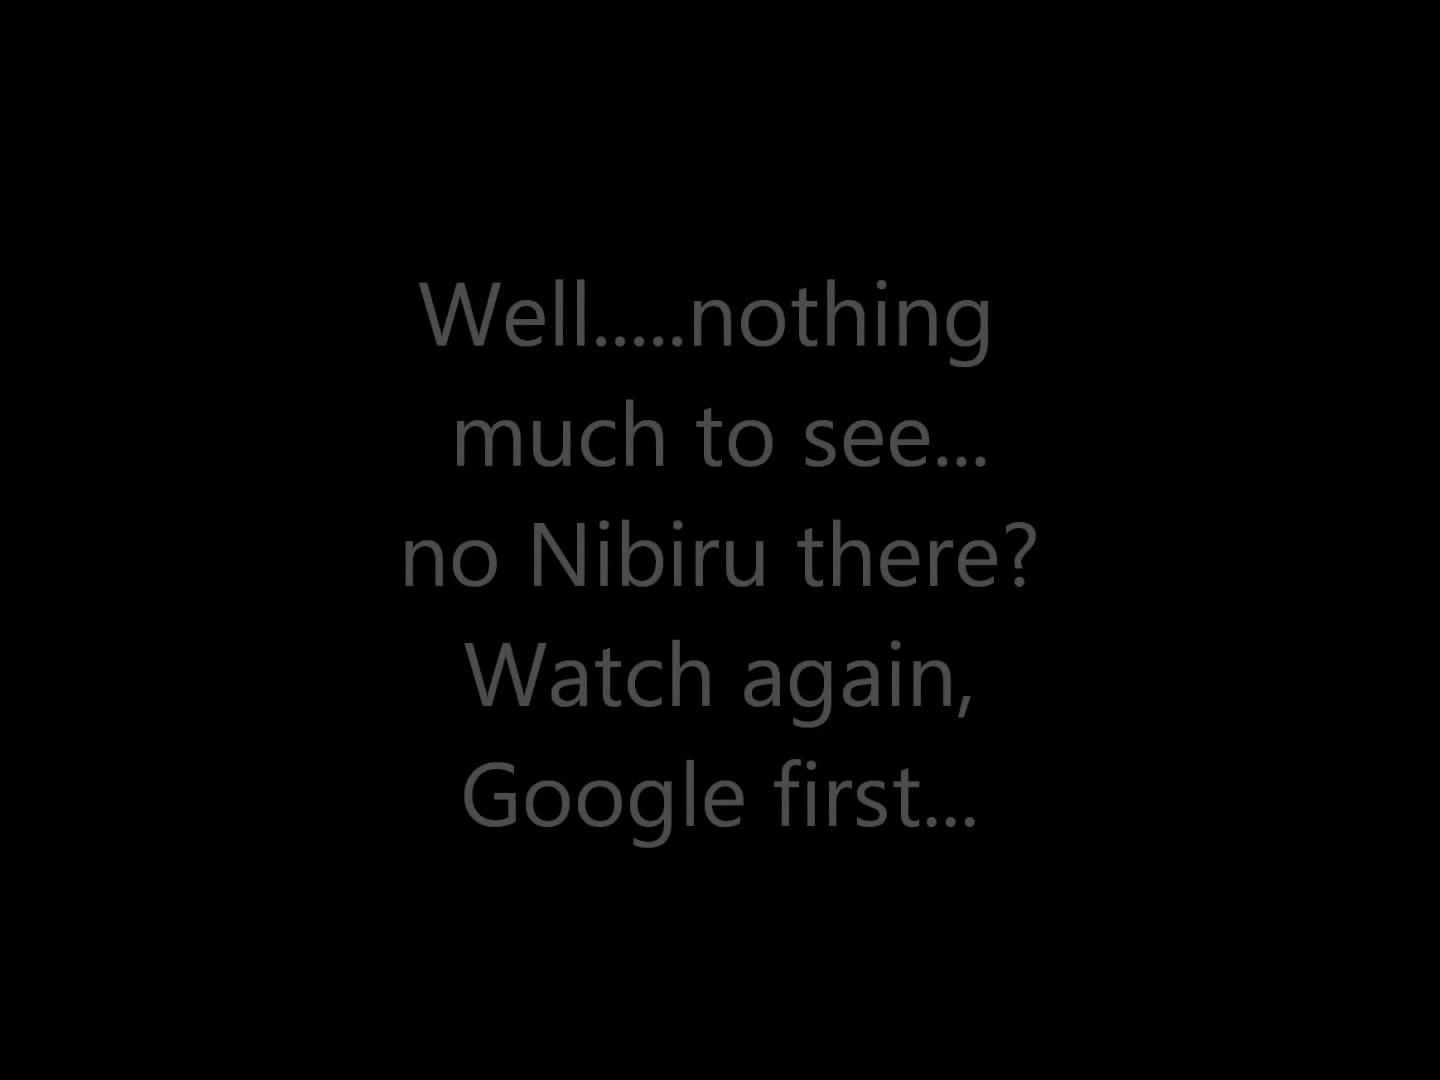 Well.....nothing
much to see...
no Nibiru there?
Watch again,
Google first...